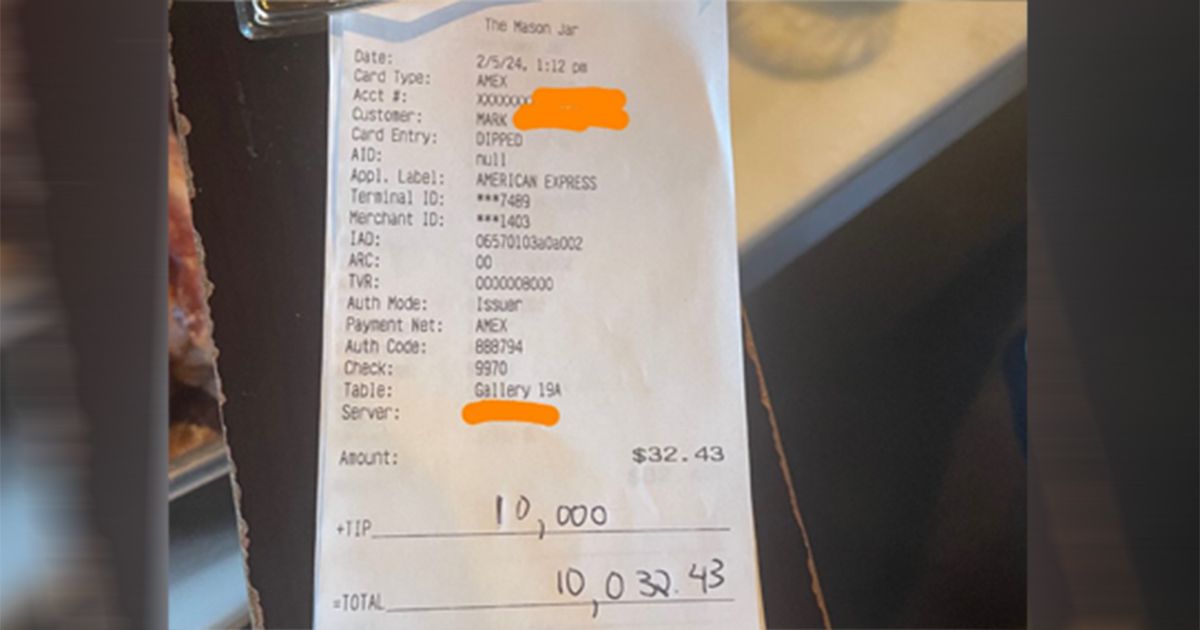 The Mason Jar
Date: 2/5/24, 1:12 pm
Card Type: AMEX
Acct #: XXXXXXX
Customer: MARK
Card Entry: DIPPED
AID: null
Appl. Label: AMERICAN EXPRESS
Terminal ID: ***7489
Merchant ID: ***1403
IAD: 06570103a0a002
ARC: 00
TVR: 0000008000
Auth Mode: Issuer
Payment Net: AMEX
Auth Code: 888794
Check: 9970
Table: Gallery 19A
Server:
Amount: $32.43
+TIP 10,000
=TOTAL 10,032.43